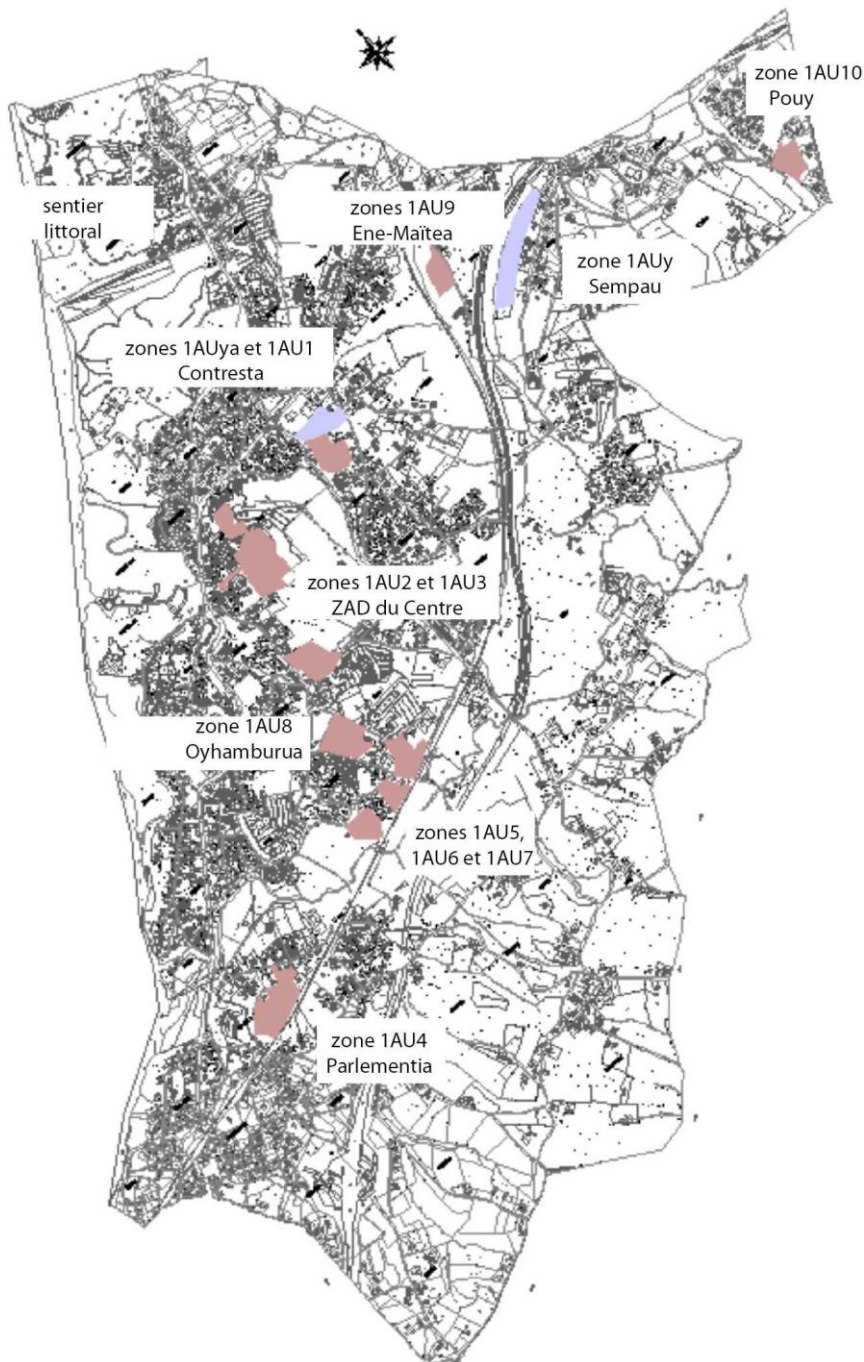 zone 1AU10
Pouy
sentier
littoral
zones 1AU9
Ene-Maïtea
zone 1AUy
Sempau
zones 1AUya et 1AU1
Contresta
zones 1AU2 et 1AU3
ZAD du Centre
zone 1AU8
Oyhamburua
zones 1AU5,
1AU6 et 1AU7
zone 1AU4
Parlementia